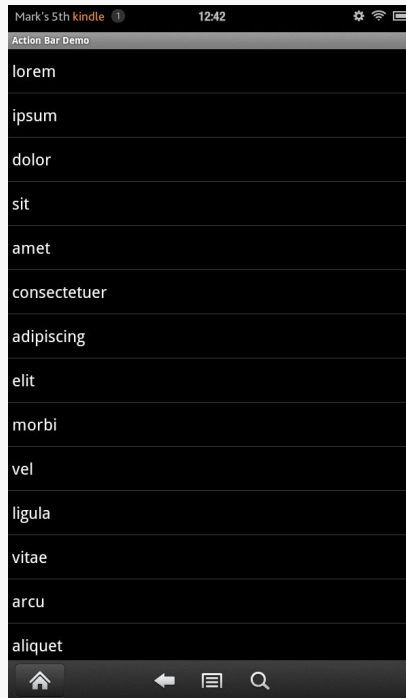 Mark's 5th kindle 1 12:42
Action Bar Demo
lorem
ipsum
dolor
sit
amet
consectetuer
adipiscing
elit
morbi
vel
ligula
vitae
arcu
aliquet